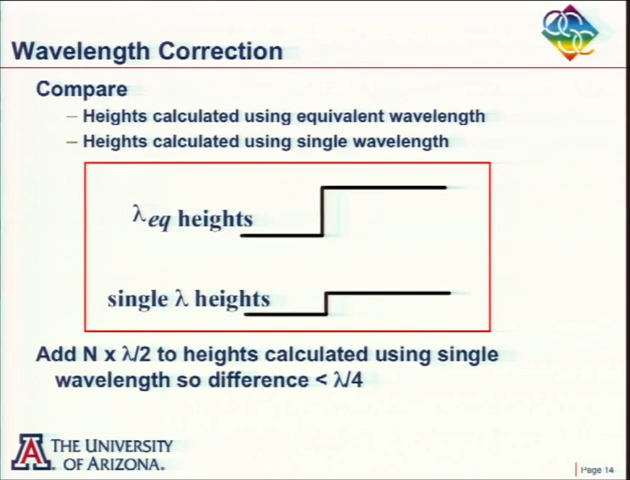 Wavelength Correction
Compare
– Heights calculated using equivalent wavelength
– Heights calculated using single wavelength
λeq heights
single λ heights
Add N x λ/2 to heights calculated using single
wavelength so difference < λ/4
THE UNIVERSITY
OF ARIZONA.
Page 14